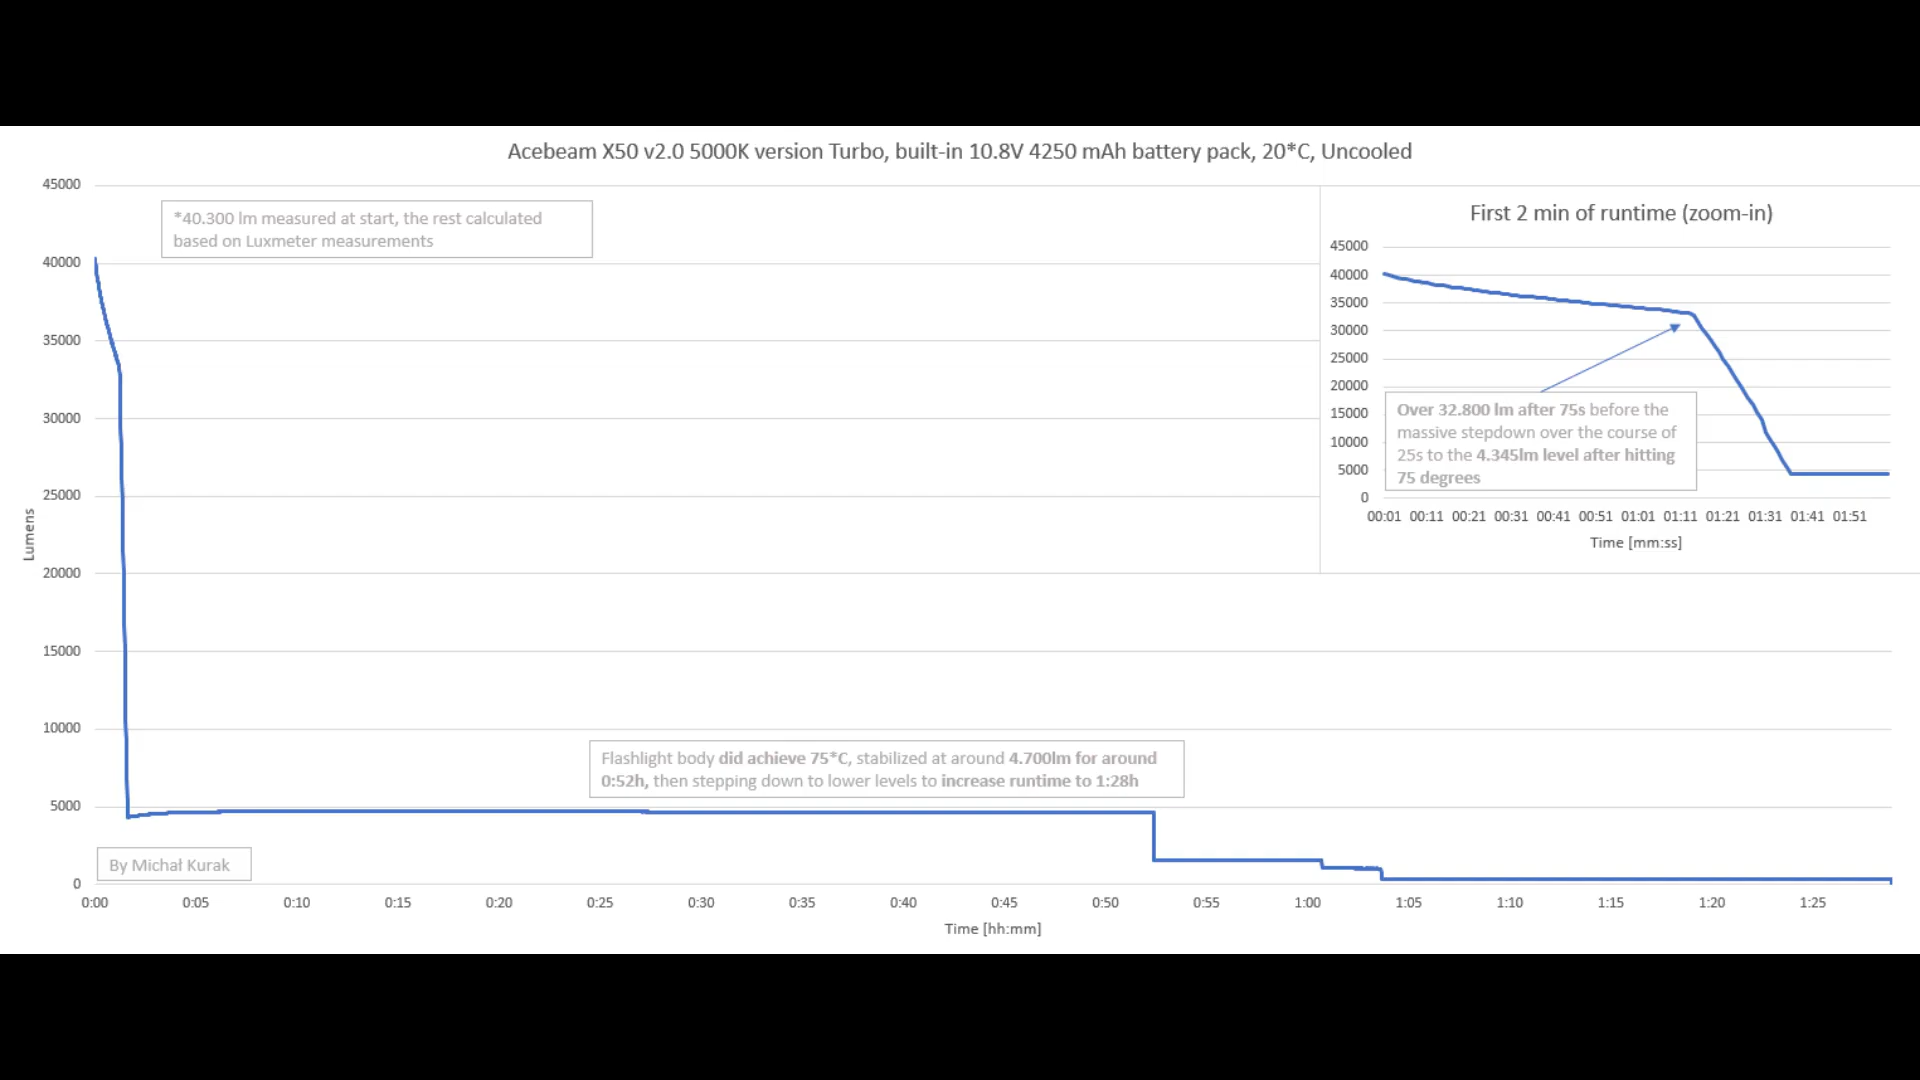 Acebeam X50 v2.0 5000K version Turbo, built-in 10.8V 4250 mAh battery pack, 20*C, Uncooled
45000
40000
35000
30000
25000
20000
15000
10000
5000
0
Lumens
*40.300 lm measured at start, the rest calculated
based on Luxmeter measurements
First 2 min of runtime (zoom-in)
45000
40000
35000
30000
25000
20000
15000
10000
5000
0
Over 32.800 lm after 75s before the
massive stepdown over the course of
25s to the 4.345lm level after hitting
75 degrees
00:01 00:11 00:21 00:31 00:41 00:51 01:01 01:11 01:21 01:31 01:41 01:51
Time [mm:ss]
Flashlight body did achieve 75*C, stabilized at around 4.700lm for around
0:52h, then stepping down to lower levels to increase runtime to 1:28h
By Michał Kurak
0:00 0:05 0:10 0:15 0:20 0:25 0:30 0:35 0:40 0:45 0:50 0:55 1:00 1:05 1:10 1:15 1:20 1:25
Time [hh:mm]